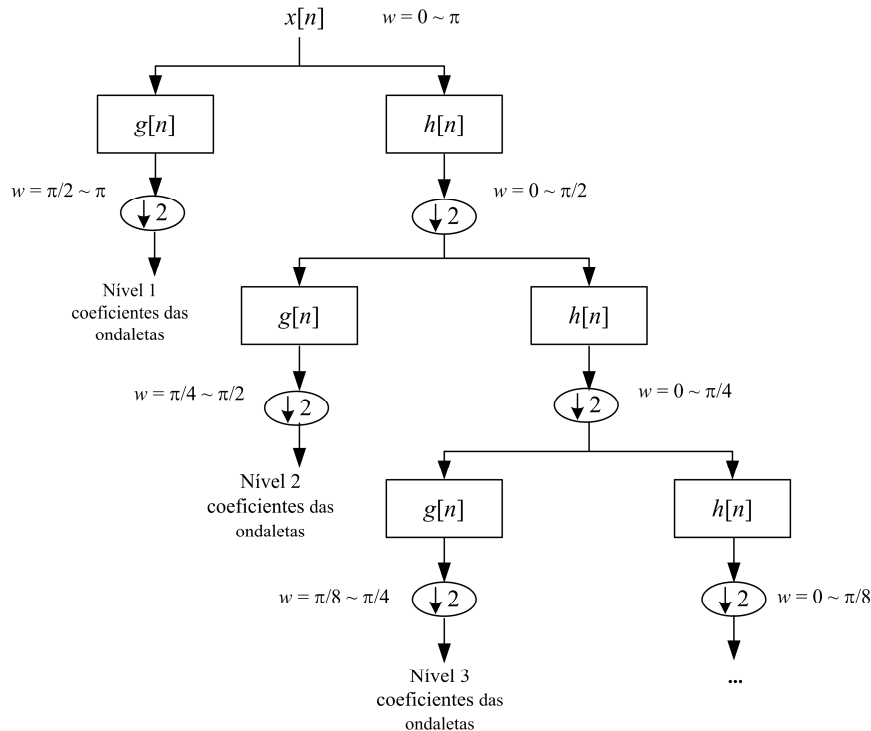 x[n] w = 0 ~ π
g[n] h[n]
w = π/2 ~ π w = 0 ~ π/2
↓ 2 ↓ 2
Nível 1
coeficientes das
ondaletas
g[n] h[n]
w = π/4 ~ π/2 w = 0 ~ π/4
↓ 2 ↓ 2
Nível 2
coeficientes das
ondaletas
g[n] h[n]
w = π/8 ~ π/4 w = 0 ~ π/8
↓ 2 ↓ 2
Nível 3
coeficientes das
ondaletas
...